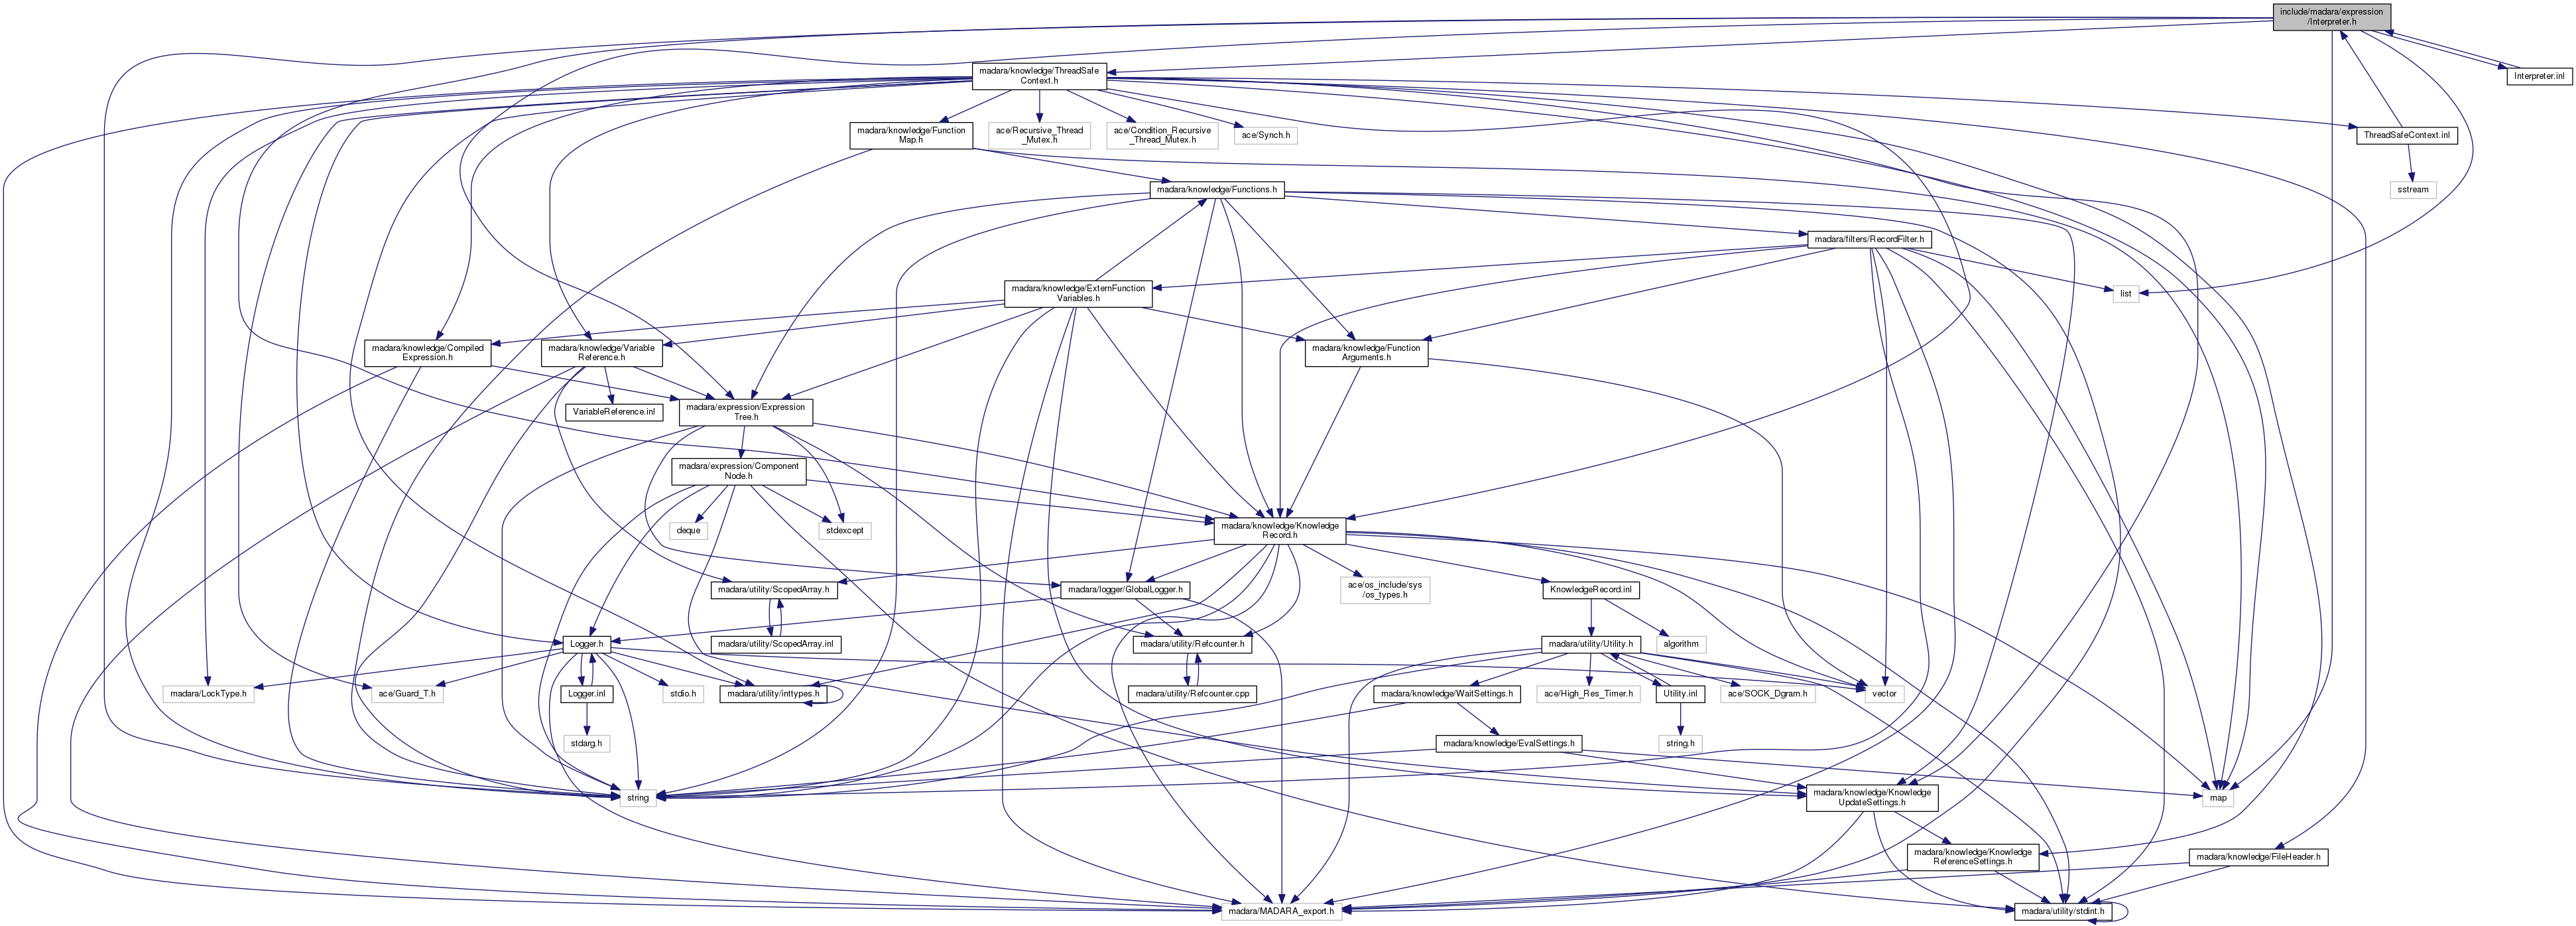 include/madara/expression
/Interpreter.h
madara/knowledge/ThreadSafe
Context.h
Interpreter.inl
madara/knowledge/Function
Map.h
ace/Recursive_Thread
_Mutex.h
ace/Condition_Recursive
_Thread_Mutex.h
ace/Synch.h
ThreadSafeContext.inl
madara/knowledge/Functions.h
sstream
madara/filters/RecordFilter.h
madara/knowledge/ExternFunction
Variables.h
list
madara/knowledge/Compiled
Expression.h
madara/knowledge/Variable
Reference.h
madara/knowledge/Function
Arguments.h
VariableReference.inl
madara/expression/Expression
Tree.h
madara/expression/Component
Node.h
deque
stdexcept
madara/knowledge/Knowledge
Record.h
madara/utility/ScopedArray.h
madara/logger/GlobalLogger.h
ace/os_include/sys
/os_types.h
KnowledgeRecord.inl
Logger.h
madara/utility/ScopedArray.inl
madara/utility/Refcounter.h
madara/utility/Utility.h
algorithm
madara/LockType.h
ace/Guard_T.h
Logger.inl
stdio.h
madara/utility/inttypes.h
madara/utility/Refcounter.cpp
madara/knowledge/WaitSettings.h
ace/High_Res_Timer.h
Utility.inl
ace/SOCK_Dgram.h
vector
stdarg.h
madara/knowledge/EvalSettings.h
string.h
string
madara/knowledge/Knowledge
UpdateSettings.h
map
madara/knowledge/Knowledge
ReferenceSettings.h
madara/knowledge/FileHeader.h
madara/MADARA_export.h
madara/utility/stdint.h